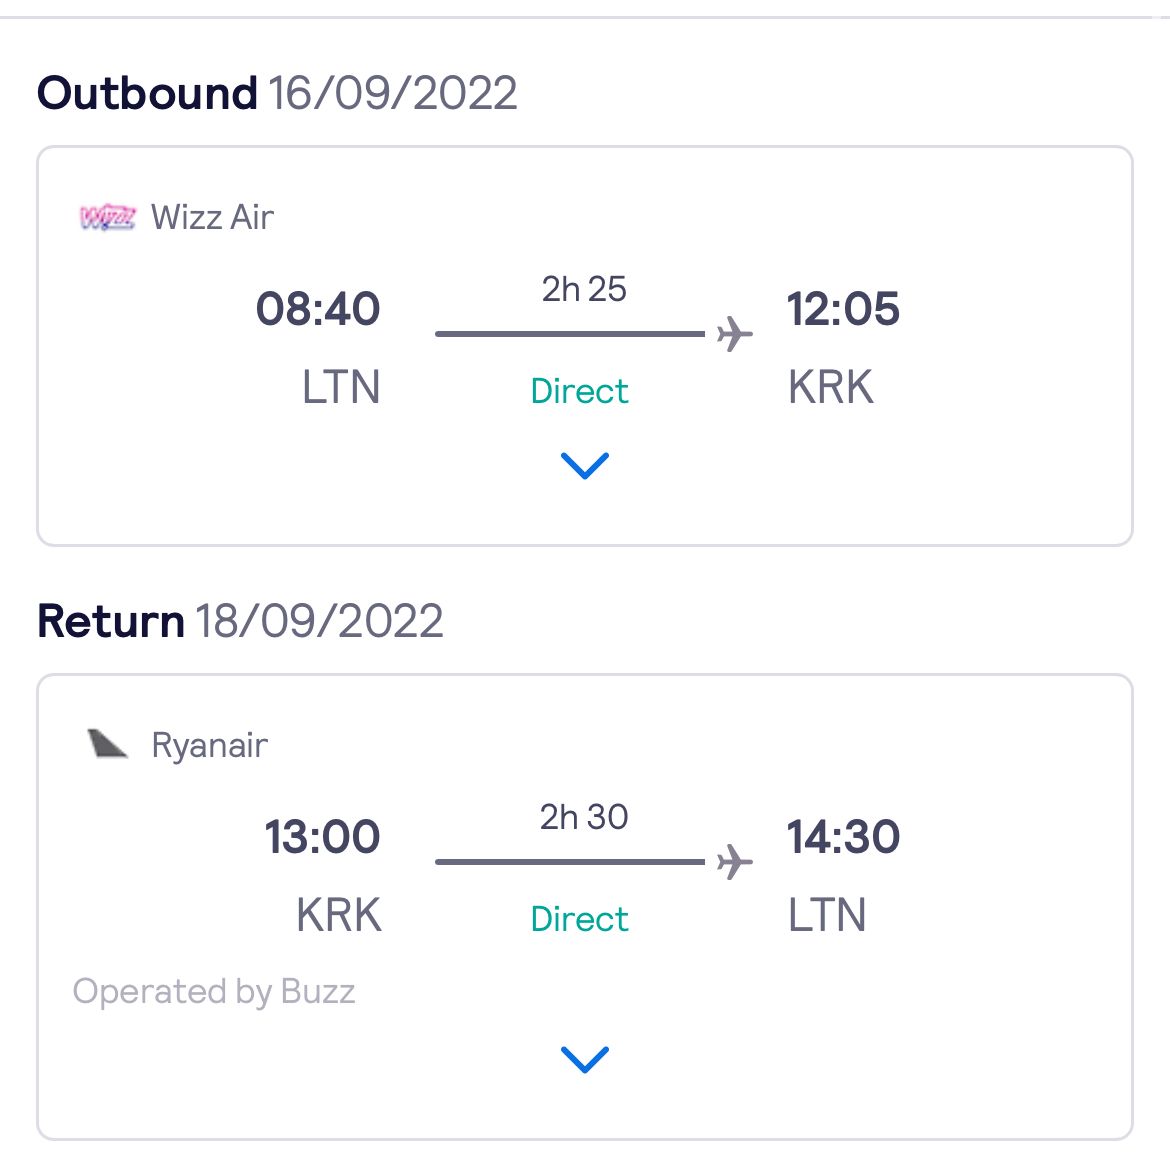 Outbound 16/09/2022
Wizz Wizz Air
2h 25
08:40 12:05
LTN Direct KRK
Return 18/09/2022
Ryanair
2h 30
13:00 14:30
KRK Direct LTN
Operated by Buzz